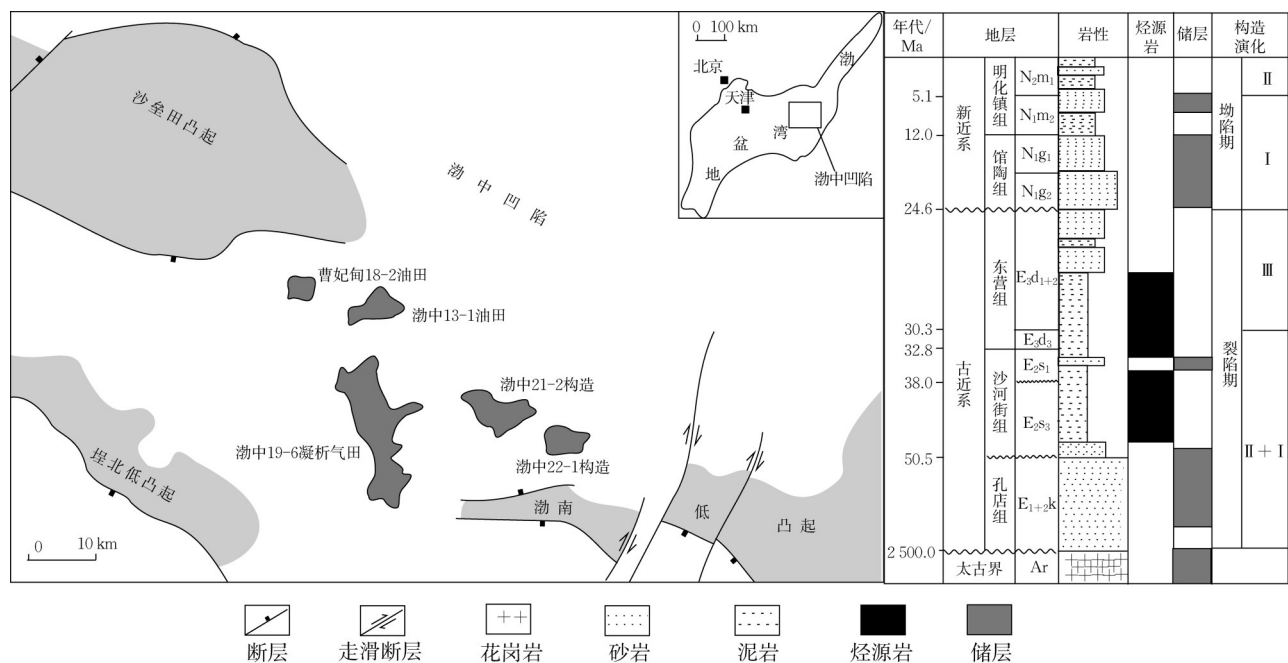 沙垒田凸起
渤中凹陷
曹妃甸18-2油田
渤中13-1油田
渤中21-2构造
渤中19-6凝析气田
渤中22-1构造
埕北低凸起
渤南
低
凸起
0 10 km
0 100 km
北京
天津
渤
湾
盆
地
渤中凹陷
年代/
Ma
地层
岩性
烃源
岩
储层
构造
演化
新近系
明化镇组
N₂m₁
5.1
N₁m₂
12.0
馆陶组
N₁g₁
N₁g₂
24.6
坳陷期
Ⅱ
Ⅰ
古近系
东营组
E₃d₁₊₂
30.3
E₃d₃
32.8
沙河街组
E₂s₁
38.0
E₂s₃
50.5
孔店组
E₁₊₂k
2 500.0
裂陷期
Ⅲ
Ⅱ+Ⅰ
太古界
Ar
断层
走滑断层
花岗岩
砂岩
泥岩
烃源岩
储层